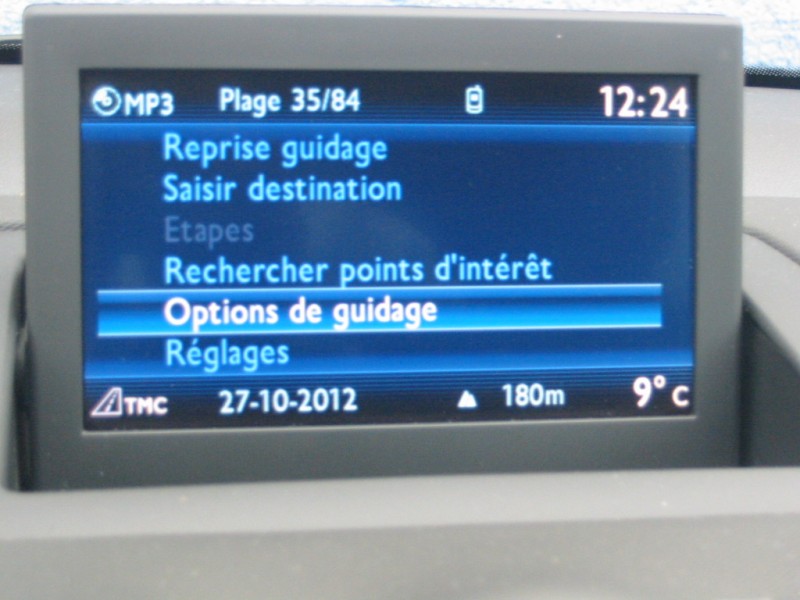 MP3 Plage 35/84 12:24
Reprise guidage
Saisir destination
Etapes
Rechercher points d'intérêt
Options de guidage
Réglages
TMC 27-10-2012 180m 9° C